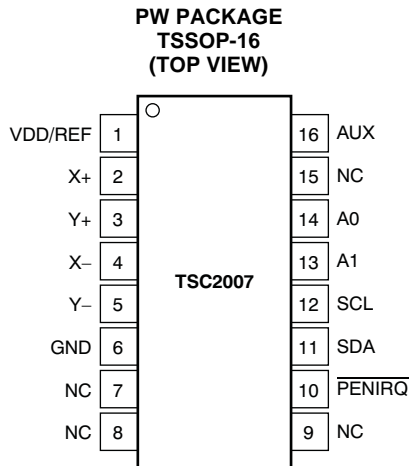 PW PACKAGE
TSSOP-16
(TOP VIEW)
VDD/REF 1 16 AUX
X+ 2 15 NC
Y+ 3 14 A0
X− 4 13 A1
TSC2007
Y− 5 12 SCL
GND 6 11 SDA
NC 7 10 PENIRQ
NC 8 9 NC